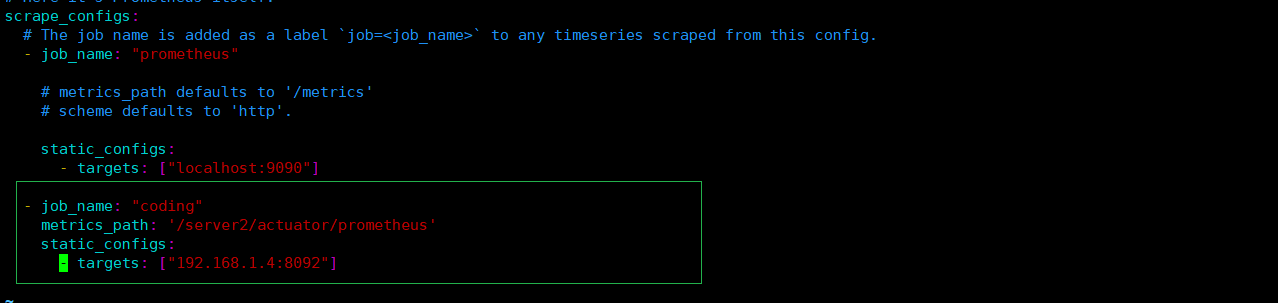 # Here it's Prometheus itself.
scrape_configs:
  # The job name is added as a label `job=<job_name>` to any timeseries scraped from this config.
  - job_name: "prometheus"

    # metrics_path defaults to '/metrics'
    # scheme defaults to 'http'.

    static_configs:
      - targets: ["localhost:9090"]

  - job_name: "coding"
    metrics_path: '/server2/actuator/prometheus'
    static_configs:
      - targets: ["192.168.1.4:8092"]
~